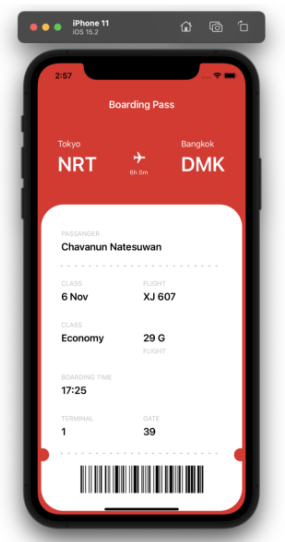 iPhone 11
iOS 15.2
2:57
Boarding Pass
Tokyo
Bangkok
NRT
DMK
6h 0m
PASSANGER
Chavanun Natesuwan
CLASS
FLIGHT
6 Nov
XJ 607
CLASS
Economy
29 G
FLIGHT
BOARDING TIME
17:25
TERMINAL
GATE
1
39